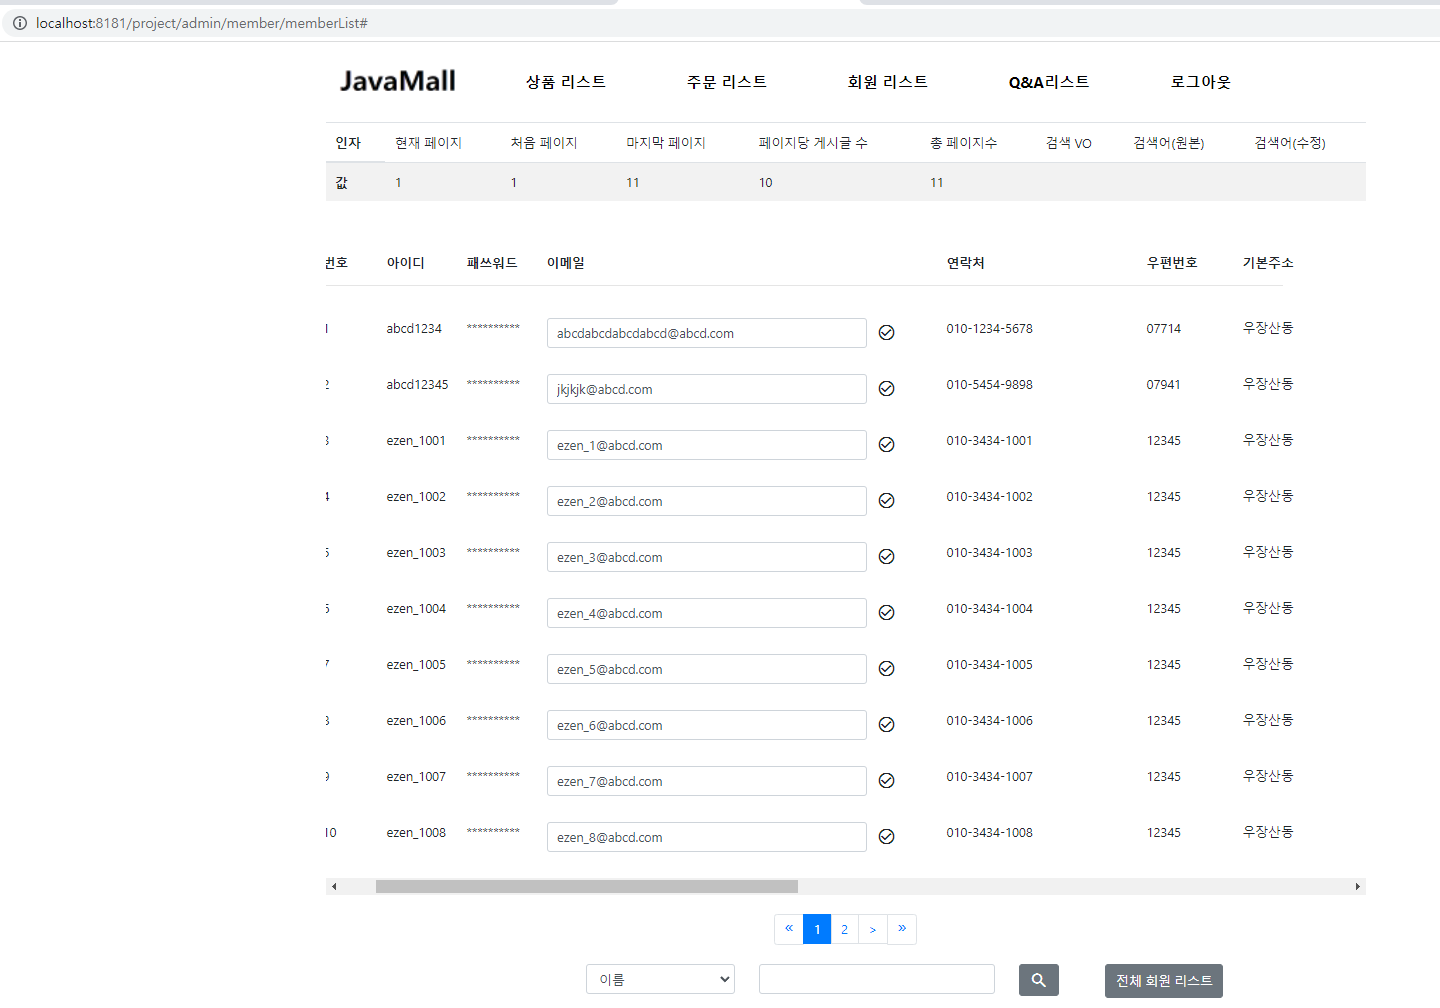 localhost:8181/project/admin/member/memberList#
JavaMall 상품 리스트 주문 리스트 회원 리스트 Q&A리스트 로그아웃
인자 현재 페이지 처음 페이지 마지막 페이지 페이지당 게시글 수 총 페이지수 검색 VO 검색어(원본) 검색어(수정)
값 1 1 11 10 11
번호 아이디 패쓰워드 이메일 연락처 우편번호 기본주소
1 abcd1234 ********** abcdabcdabcdabcd@abcd.com 010-1234-5678 07714 우장산동
2 abcd12345 ********** jkjkjk@abcd.com 010-5454-9898 07941 우장산동
3 ezen_1001 ********** ezen_1@abcd.com 010-3434-1001 12345 우장산동
4 ezen_1002 ********** ezen_2@abcd.com 010-3434-1002 12345 우장산동
5 ezen_1003 ********** ezen_3@abcd.com 010-3434-1003 12345 우장산동
6 ezen_1004 ********** ezen_4@abcd.com 010-3434-1004 12345 우장산동
7 ezen_1005 ********** ezen_5@abcd.com 010-3434-1005 12345 우장산동
8 ezen_1006 ********** ezen_6@abcd.com 010-3434-1006 12345 우장산동
9 ezen_1007 ********** ezen_7@abcd.com 010-3434-1007 12345 우장산동
10 ezen_1008 ********** ezen_8@abcd.com 010-3434-1008 12345 우장산동
« 1 2 > »
이름 전체 회원 리스트